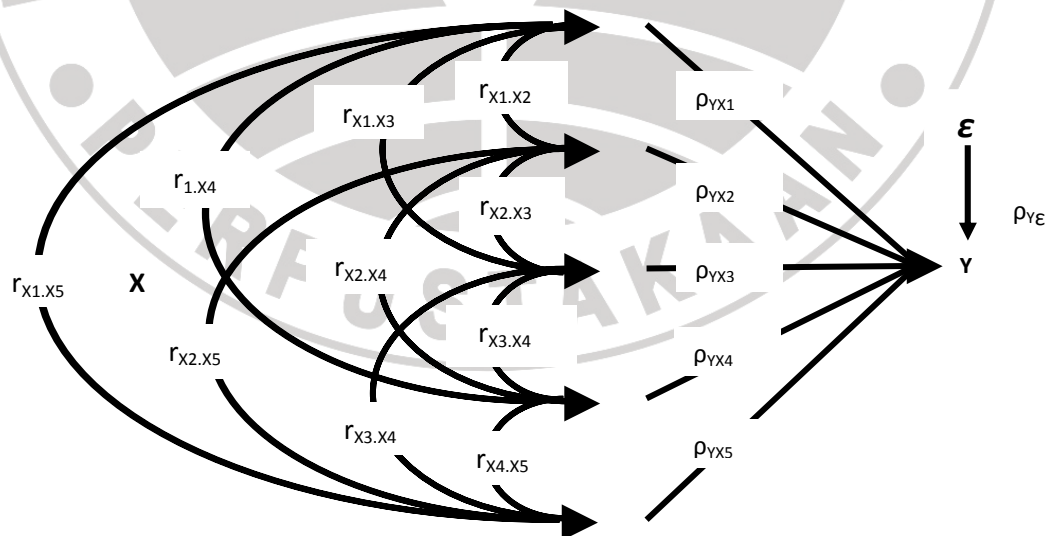 rX1.X2
ρYX1
rX1.X3
ε
r1.X4
ρYX2
rX2.X3
ρYε
rX1.X5
X
rX2.X4
ρYX3
Y
rX3.X4
rX2.X5
ρYX4
rX3.X4
rX4.X5
ρYX5
PERPUSTAKAAN